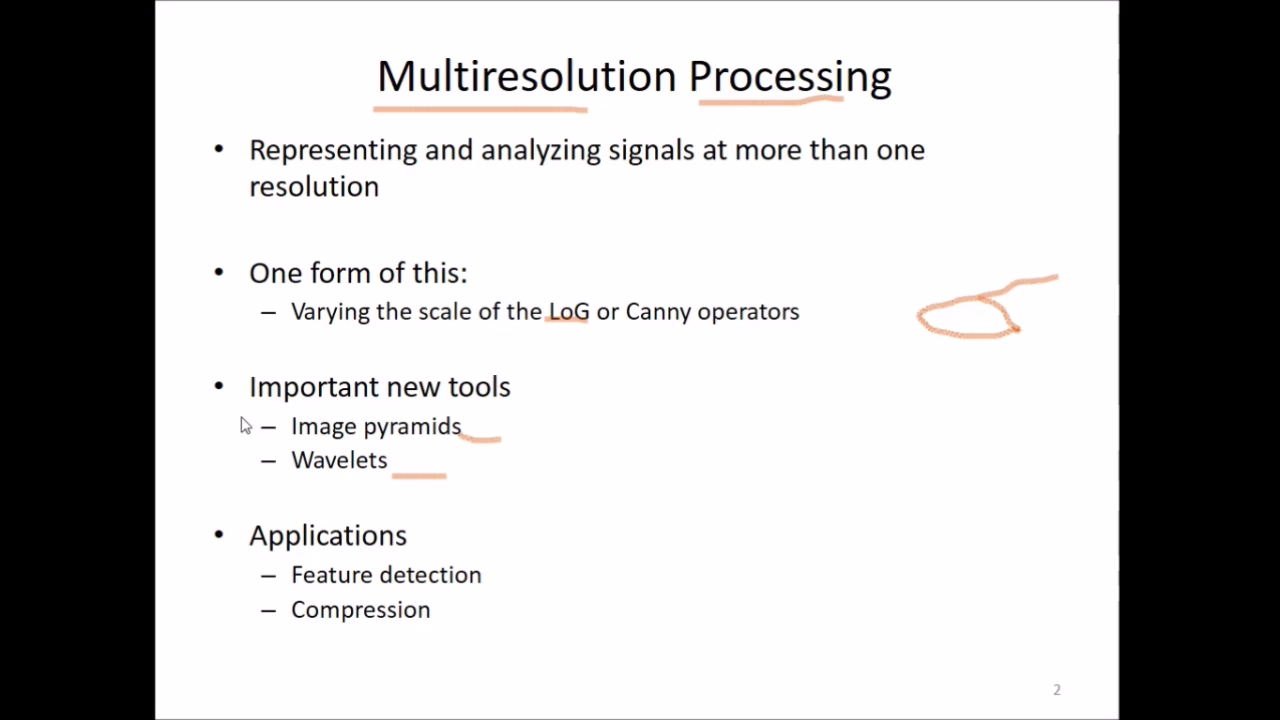 Multiresolution Processing
• Representing and analyzing signals at more than one
resolution
• One form of this:
– Varying the scale of the LoG or Canny operators
• Important new tools
– Image pyramids
– Wavelets
• Applications
– Feature detection
– Compression
2